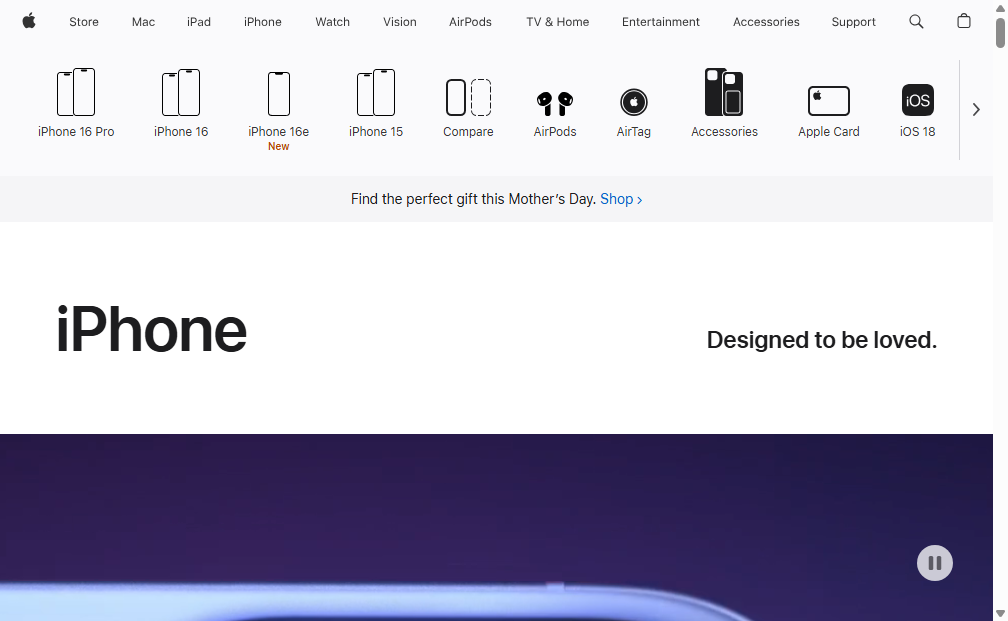 Store Mac iPad iPhone Watch Vision AirPods TV & Home Entertainment Accessories Support
iPhone 16 Pro iPhone 16 iPhone 16e iPhone 15 Compare AirPods AirTag Accessories Apple Card iOS iOS 18
New
Find the perfect gift this Mother’s Day. Shop ›
iPhone
Designed to be loved.